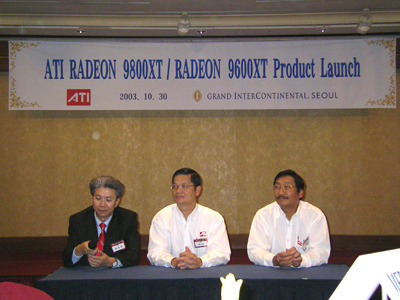 ATI RADEON 9800XT / RADEON 9600XT Product Launch
ATI 2003. 10. 30 GRAND INTERCONTINENTAL. SEOUL